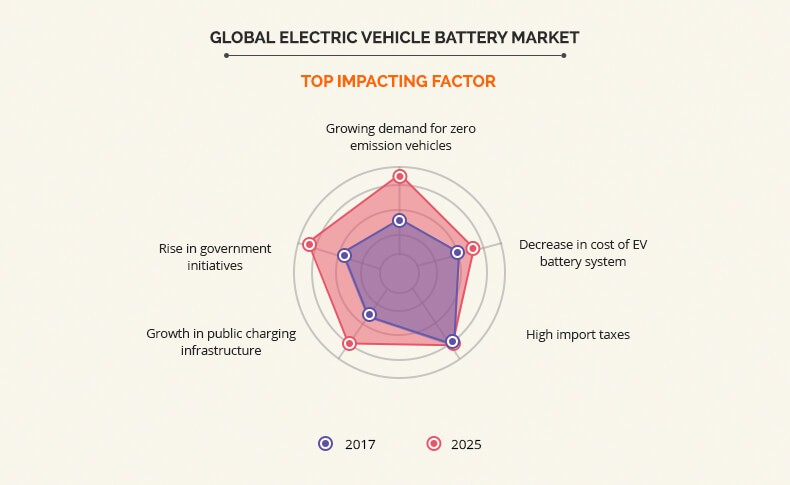 GLOBAL ELECTRIC VEHICLE BATTERY MARKET
TOP IMPACTING FACTOR
Growing demand for zero
emission vehicles
Rise in government
initiatives
Decrease in cost of EV
battery system
Growth in public charging
infrastructure
High import taxes
2017
2025